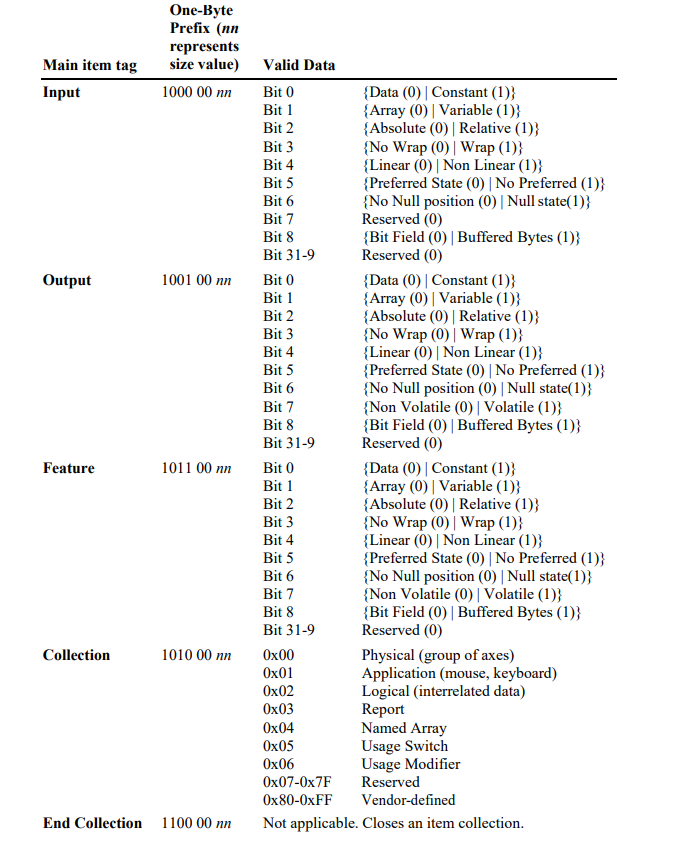 One-Byte
Prefix (nn
represents
Main item tag size value) Valid Data
Input 1000 00 nn Bit 0 {Data (0) | Constant (1)}
Bit 1 {Array (0) | Variable (1)}
Bit 2 {Absolute (0) | Relative (1)}
Bit 3 {No Wrap (0) | Wrap (1)}
Bit 4 {Linear (0) | Non Linear (1)}
Bit 5 {Preferred State (0) | No Preferred (1)}
Bit 6 {No Null position (0) | Null state(1)}
Bit 7 Reserved (0)
Bit 8 {Bit Field (0) | Buffered Bytes (1)}
Bit 31-9 Reserved (0)
Output 1001 00 nn Bit 0 {Data (0) | Constant (1)}
Bit 1 {Array (0) | Variable (1)}
Bit 2 {Absolute (0) | Relative (1)}
Bit 3 {No Wrap (0) | Wrap (1)}
Bit 4 {Linear (0) | Non Linear (1)}
Bit 5 {Preferred State (0) | No Preferred (1)}
Bit 6 {No Null position (0) | Null state(1)}
Bit 7 {Non Volatile (0) | Volatile (1)}
Bit 8 {Bit Field (0) | Buffered Bytes (1)}
Bit 31-9 Reserved (0)
Feature 1011 00 nn Bit 0 {Data (0) | Constant (1)}
Bit 1 {Array (0) | Variable (1)}
Bit 2 {Absolute (0) | Relative (1)}
Bit 3 {No Wrap (0) | Wrap (1)}
Bit 4 {Linear (0) | Non Linear (1)}
Bit 5 {Preferred State (0) | No Preferred (1)}
Bit 6 {No Null position (0) | Null state(1)}
Bit 7 {Non Volatile (0) | Volatile (1)}
Bit 8 {Bit Field (0) | Buffered Bytes (1)}
Bit 31-9 Reserved (0)
Collection 1010 00 nn 0x00 Physical (group of axes)
0x01 Application (mouse, keyboard)
0x02 Logical (interrelated data)
0x03 Report
0x04 Named Array
0x05 Usage Switch
0x06 Usage Modifier
0x07-0x7F Reserved
0x80-0xFF Vendor-defined
End Collection 1100 00 nn Not applicable. Closes an item collection.